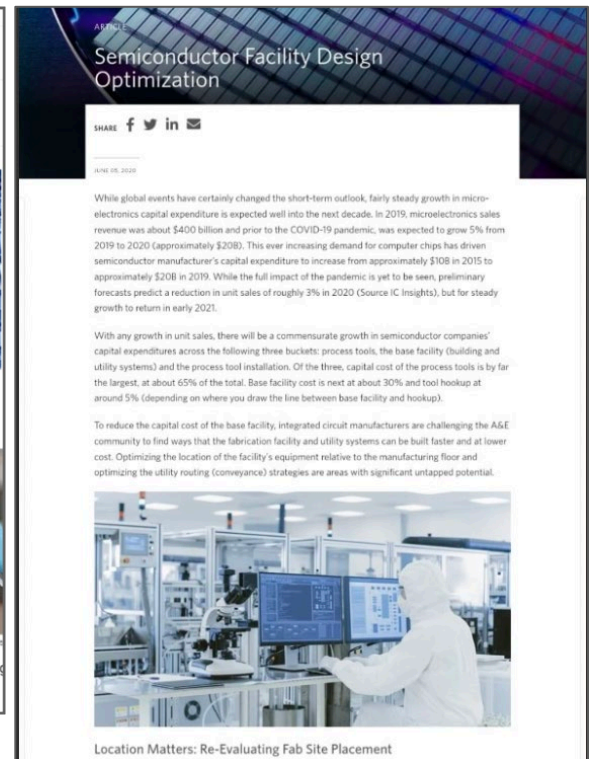 ARTICLE
Semiconductor Facility Design
Optimization
SHARE
JUNE 05, 2020
While global events have certainly changed the short-term outlook, fairly steady growth in micro-
electronics capital expenditure is expected well into the next decade. In 2019, microelectronics sales
revenue was about $400 billion and prior to the COVID-19 pandemic, was expected to grow 5% from
2019 to 2020 (approximately $20B). This ever increasing demand for computer chips has driven
semiconductor manufacturer's capital expenditure to increase from approximately $10B in 2015 to
approximately $20B in 2019. While the full impact of the pandemic is yet to be seen, preliminary
forecasts predict a reduction in unit sales of roughly 3% in 2020 (Source IC Insights), but for steady
growth to return in early 2021.
With any growth in unit sales, there will be a commensurate growth in semiconductor companies'
capital expenditures across the following three buckets: process tools, the base facility (building and
utility systems) and the process tool installation. Of the three, capital cost of the process tools is by far
the largest, at about 65% of the total. Base facility cost is next at about 30% and tool hookup at
around 5% (depending on where you draw the line between base facility and hookup).
To reduce the capital cost of the base facility, integrated circuit manufacturers are challenging the A&E
community to find ways that the fabrication facility and utility systems can be built faster and at lower
cost. Optimizing the location of the facility's equipment relative to the manufacturing floor and
optimizing the utility routing (conveyance) strategies are areas with significant untapped potential.
Location Matters: Re-Evaluating Fab Site Placement